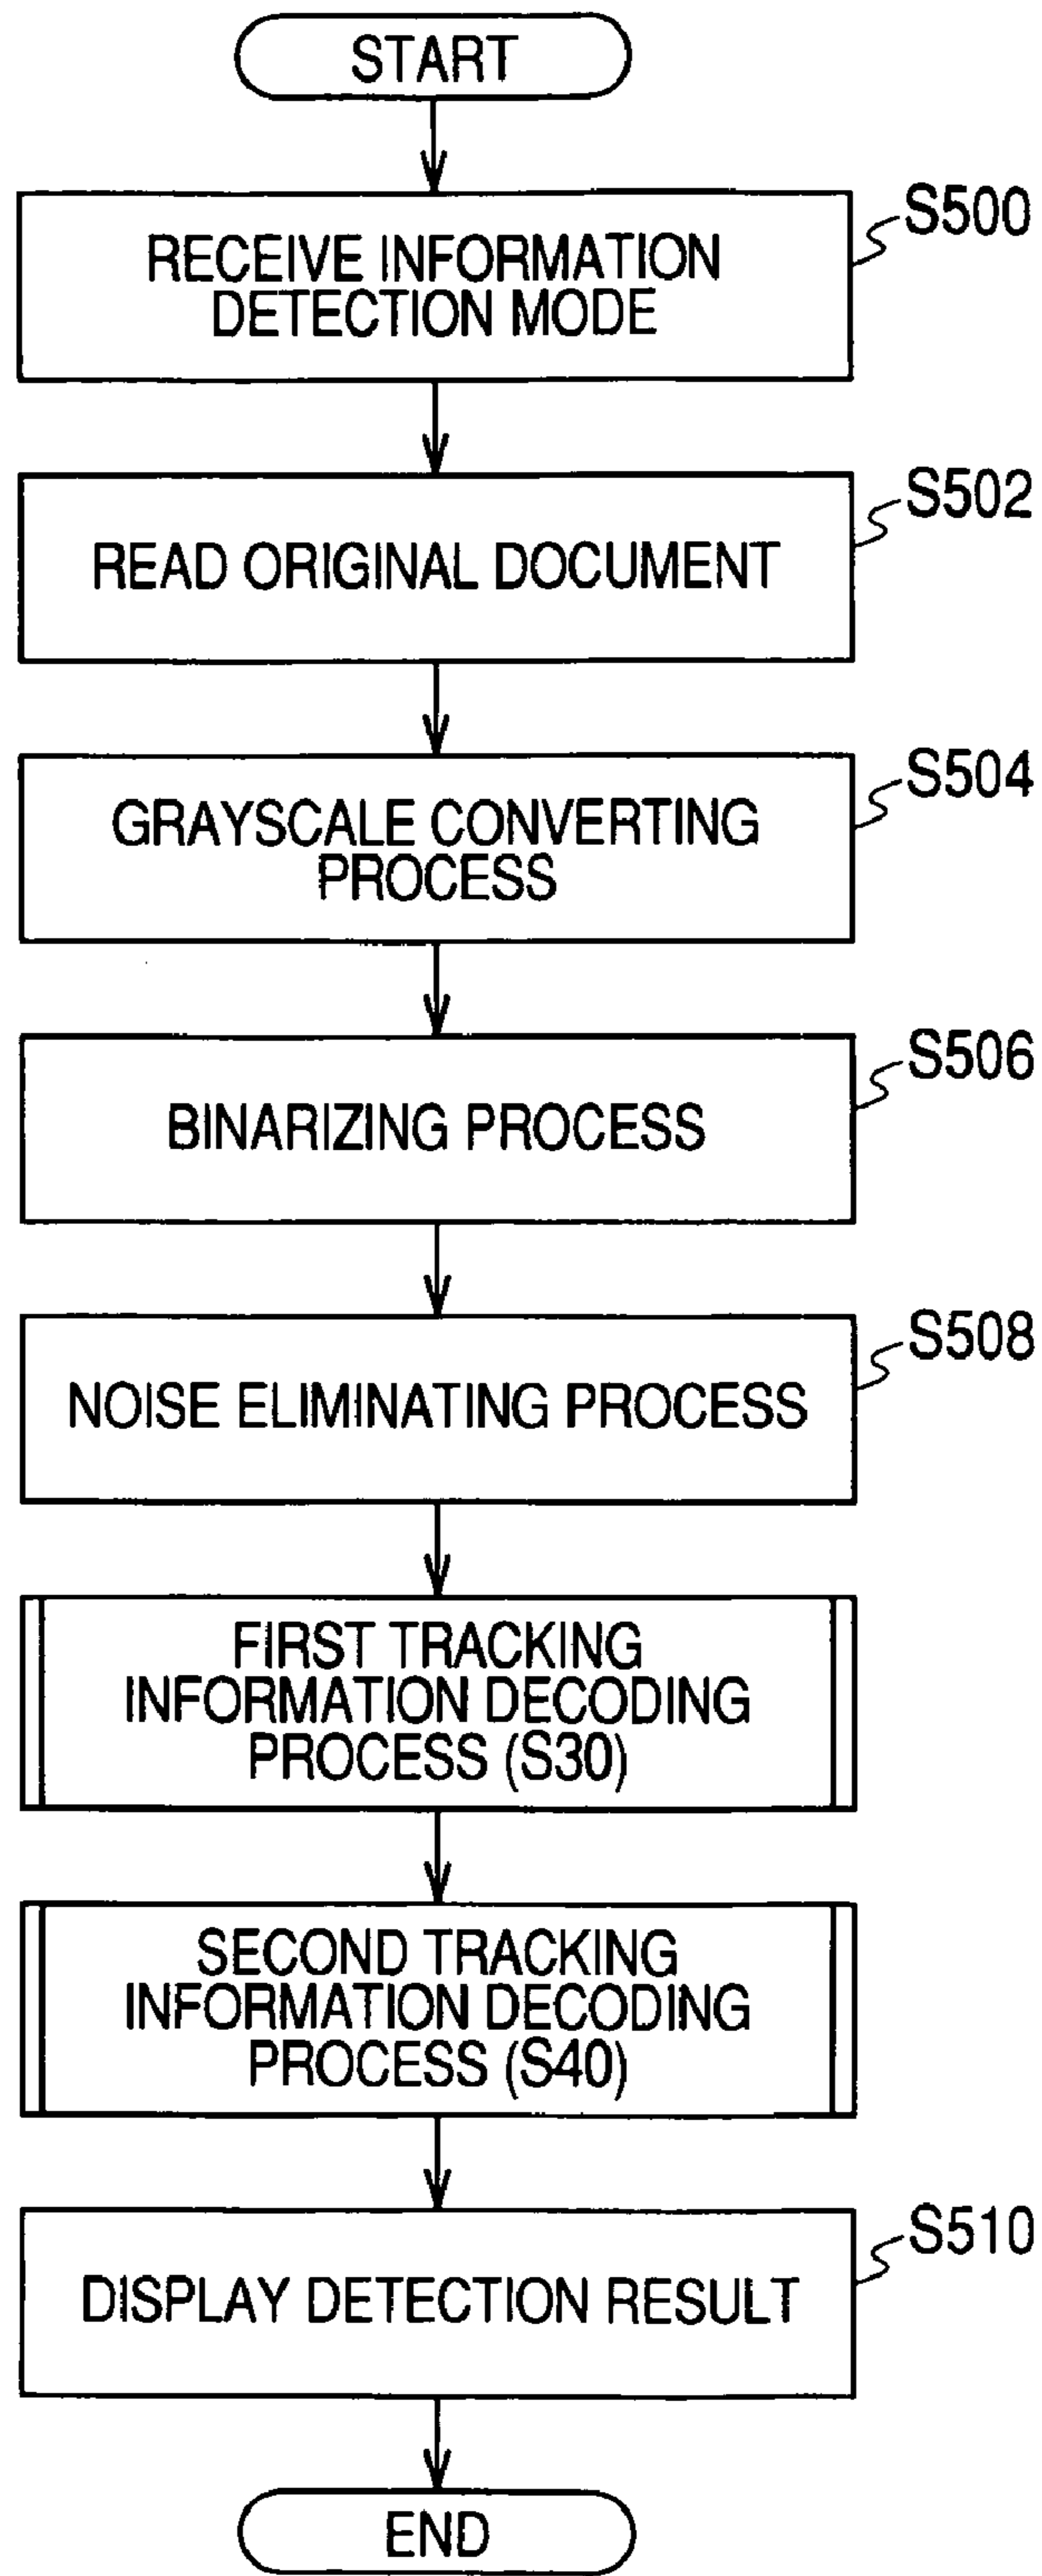 START
S500
RECEIVE INFORMATION
DETECTION MODE
S502
READ ORIGINAL DOCUMENT
S504
GRAYSCALE CONVERTING
PROCESS
S506
BINARIZING PROCESS
S508
NOISE ELIMINATING PROCESS
FIRST TRACKING
INFORMATION DECODING
PROCESS (S30)
SECOND TRACKING
INFORMATION DECODING
PROCESS (S40)
S510
DISPLAY DETECTION RESULT
END